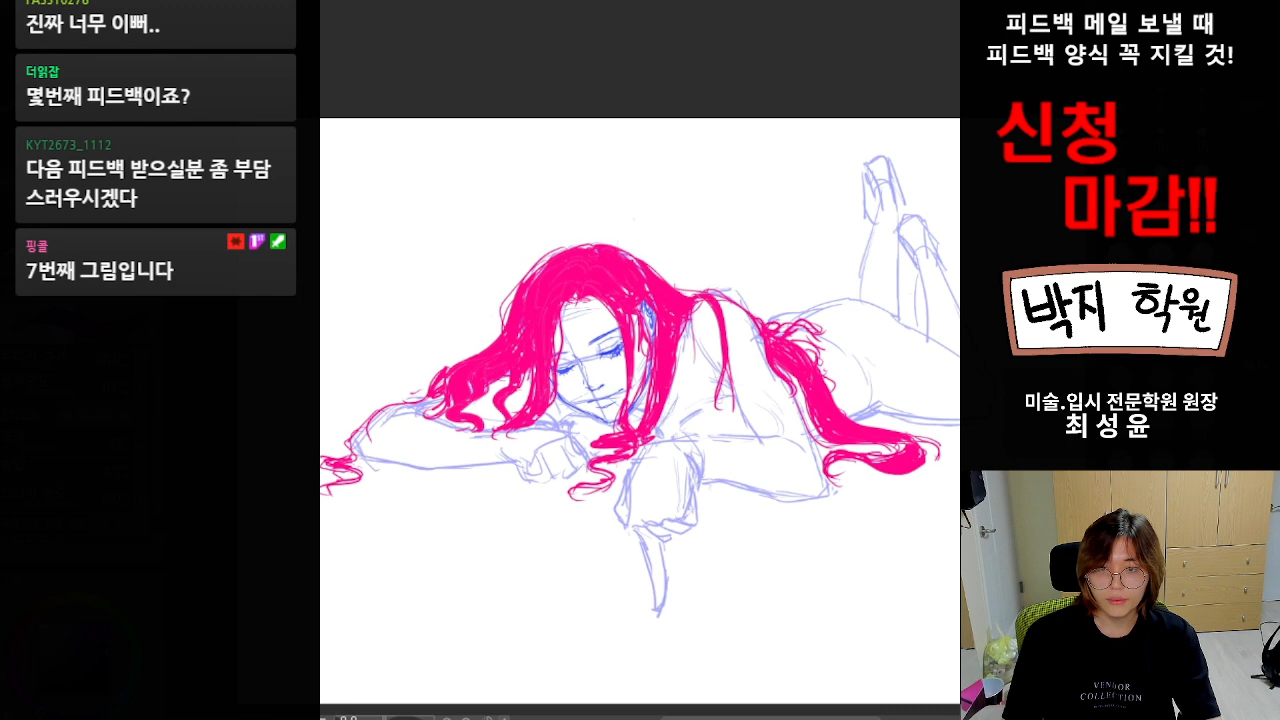 진짜 너무 이뻐..
더읽잡
몇번째 피드백이죠?
KYT2673_1112
다음 피드백 받으실분 좀 부담
스러우시겠다
핑클
7번째 그림입니다
피드백 메일 보낼 때
피드백 양식 꼭 지킬 것!
신청
마감!!
박지 학원
미술.입시 전문학원 원장
최성윤
VENDOR
COLLECTION